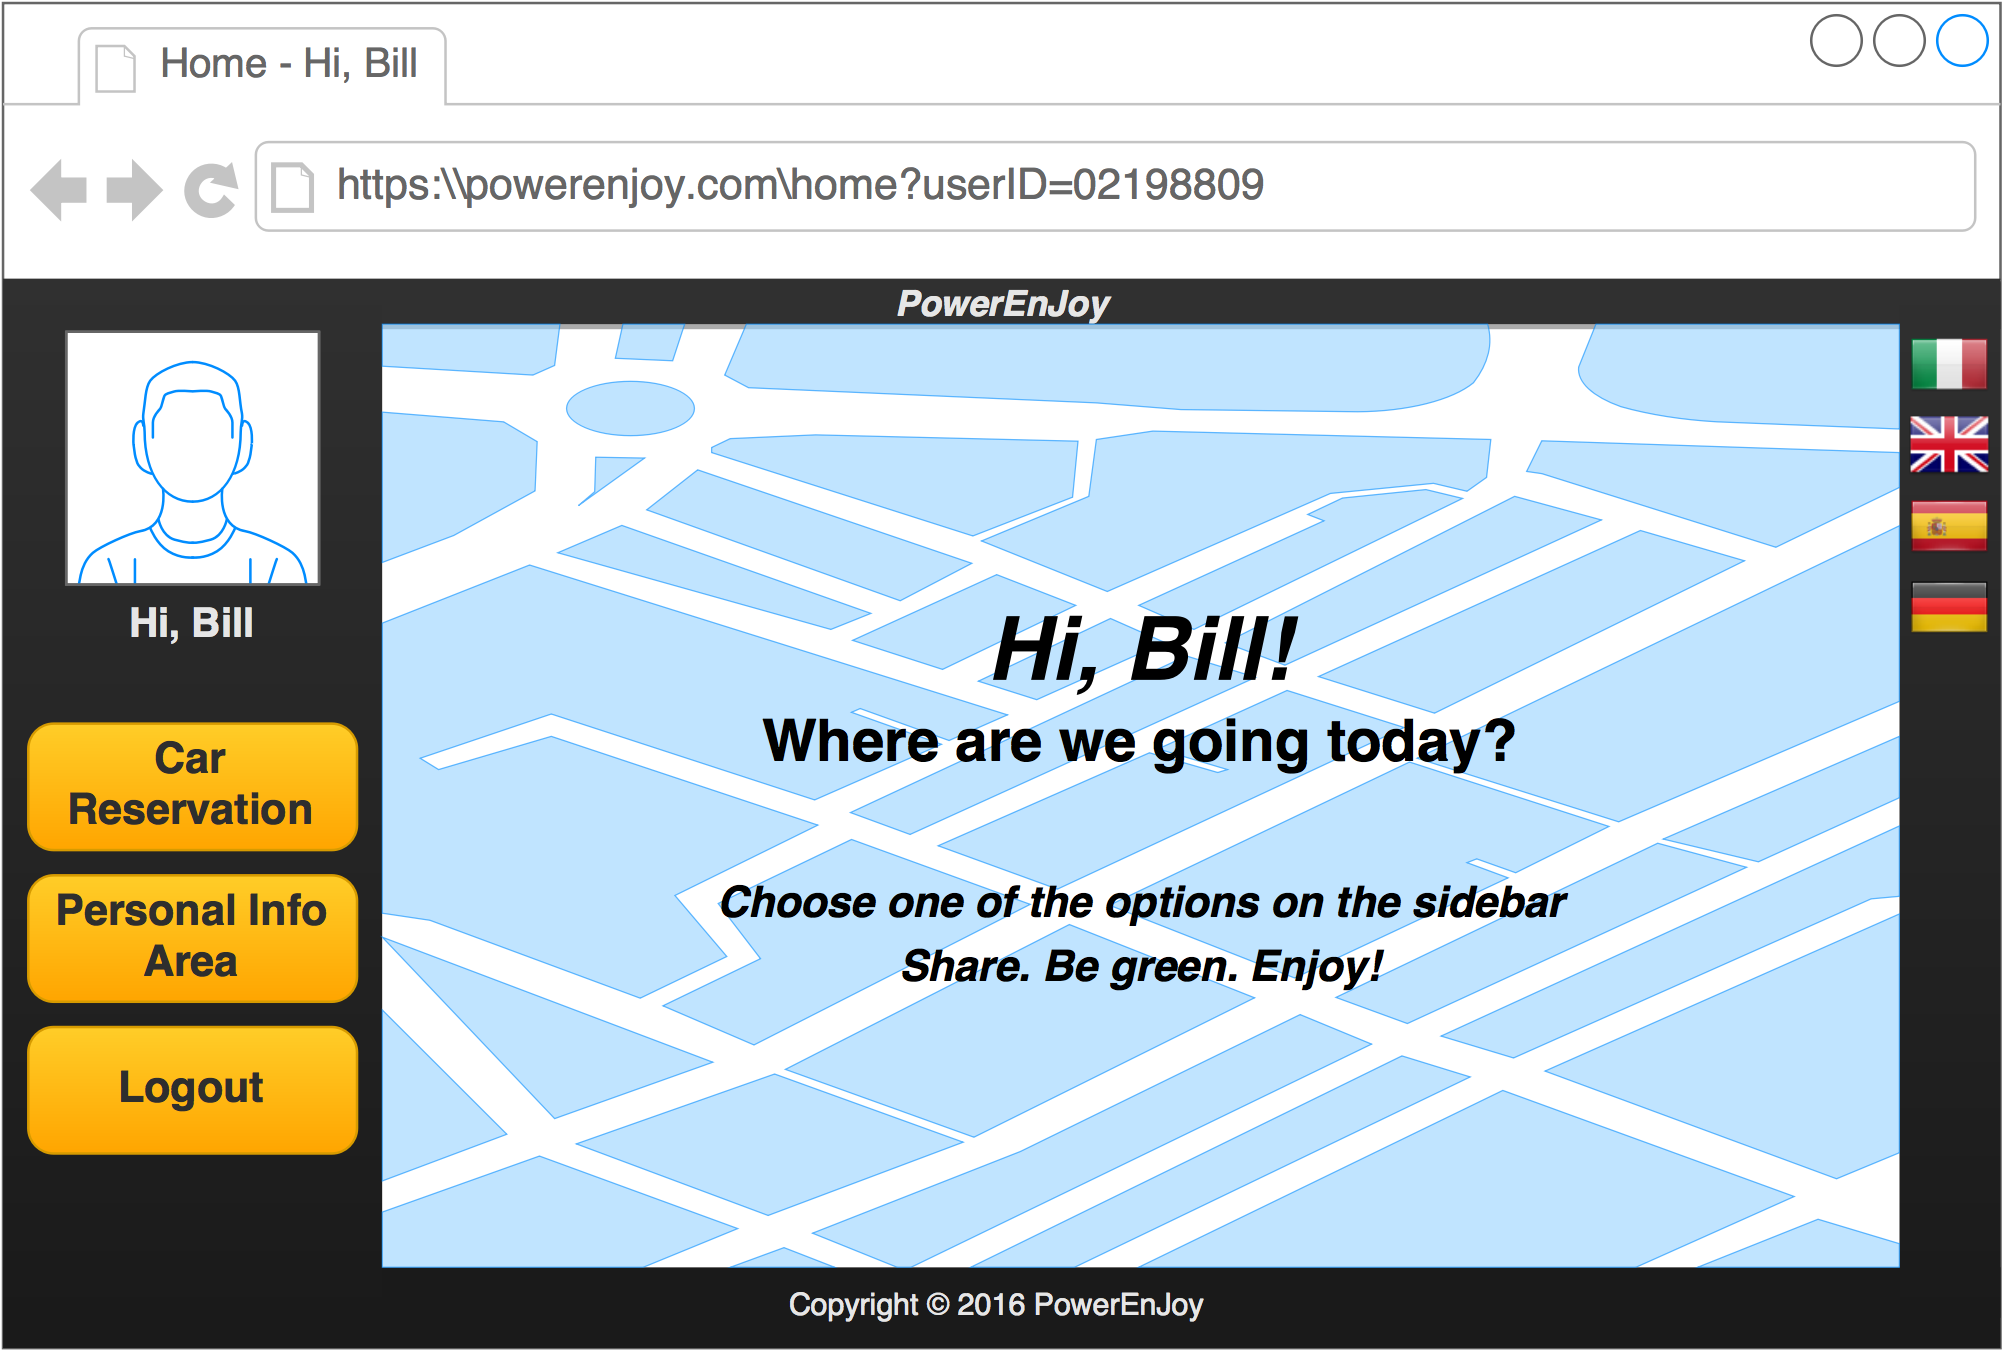 Home - Hi, Bill
https:\\powerenjoy.com\home?userID=02198809
PowerEnJoy
Hi, Bill
Car
Reservation
Personal Info
Area
Logout
Hi, Bill!
Where are we going today?
Choose one of the options on the sidebar
Share. Be green. Enjoy!
Copyright © 2016 PowerEnJoy